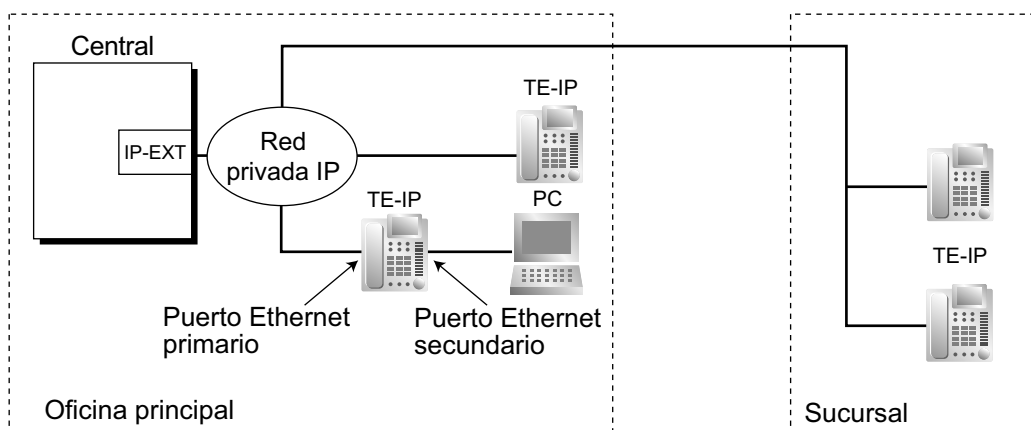 Central
IP-EXT
Red
privada IP
TE-IP
TE-IP
PC
Puerto Ethernet
primario
Puerto Ethernet
secundario
Oficina principal
TE-IP
Sucursal